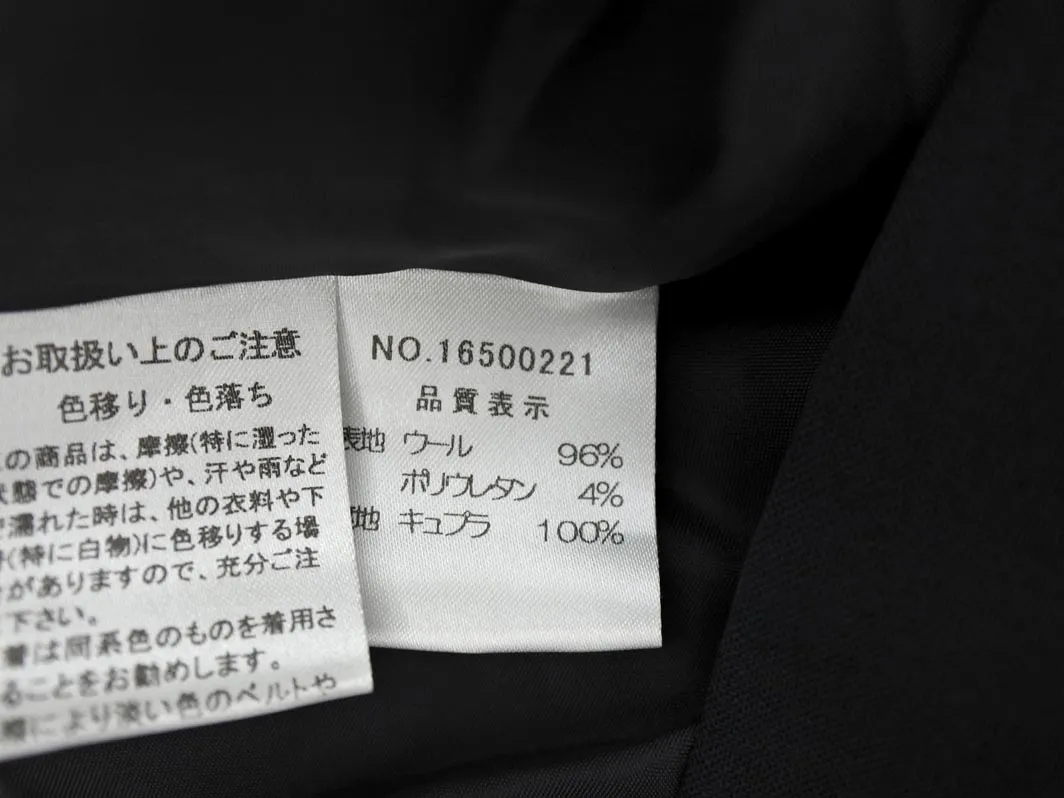 お取扱い上のご注意
色移り・色落ち
の商品は、摩擦(特に湿った
状態での摩擦)や、汗や雨など
で濡れた時は、他の衣料や下
(特に白物)に色移りする場
がありますので、充分ご注
下さい。
着は同系色のものを着用さ
ることをお勧めします。
擦により淡い色のベルトや
NO.16500221
品質表示
表地 ウール 96%
ポリウレタン 4%
地 キュプラ 100%